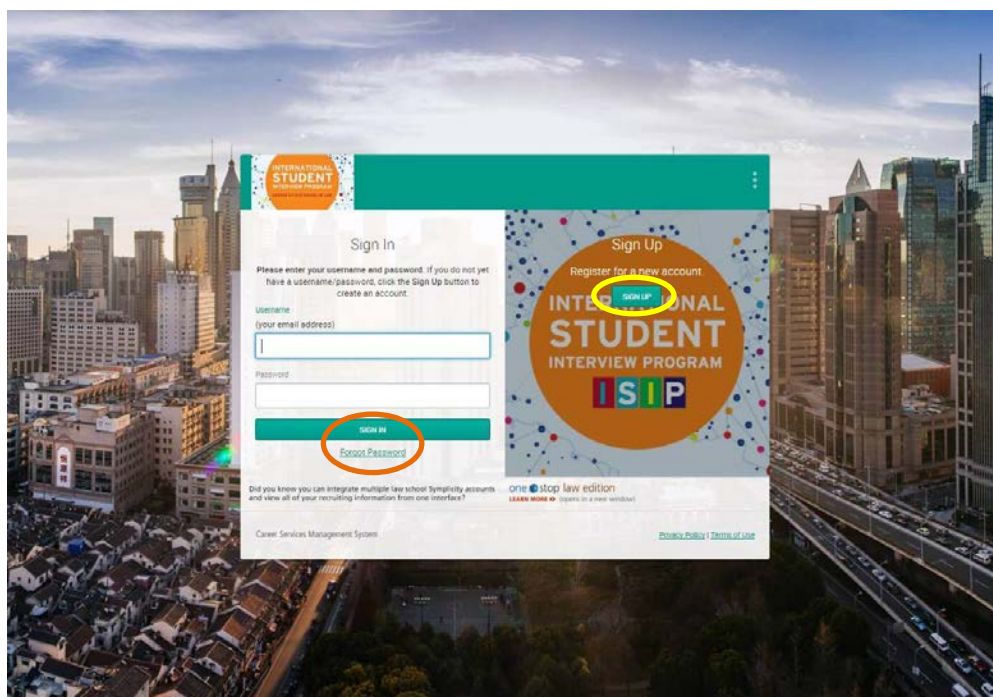 INTERNATIONAL
STUDENT
INTERVIEW PROGRAM
Sign In
Please enter your username and password. If you do not yet
have a username/password, click the Sign Up button to
create an account.
Username
(your email address)
Password
SIGN IN
Forgot Password
Sign Up
Register for a new account.
SIGN UP
STUDENT
INTERVIEW PROGRAM
ISIP
Did you know you can integrate multiple law school Symplicity accounts
and view all of your recruiting information from one interface?
one stop law edition
LEARN MORE (opens in a new window)
Career Services Management System
Privacy Policy | Terms of Use